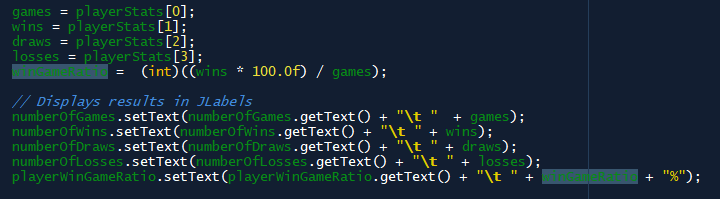 games = playerStats[0];
wins = playerStats[1];
draws = playerStats[2];
losses = playerStats[3];
winGameRatio =  (int)((wins * 100.0f) / games);
// Displays results in JLabels
numberOfGames.setText(numberOfGames.getText() + "\t "  + games);
numberOfWins.setText(numberOfWins.getText() + "\t " + wins);
numberOfDraws.setText(numberOfDraws.getText() + "\t " + draws);
numberOfLosses.setText(numberOfLosses.getText() + "\t " + losses);
playerWinGameRatio.setText(playerWinGameRatio.getText() + "\t " + winGameRatio + "%");